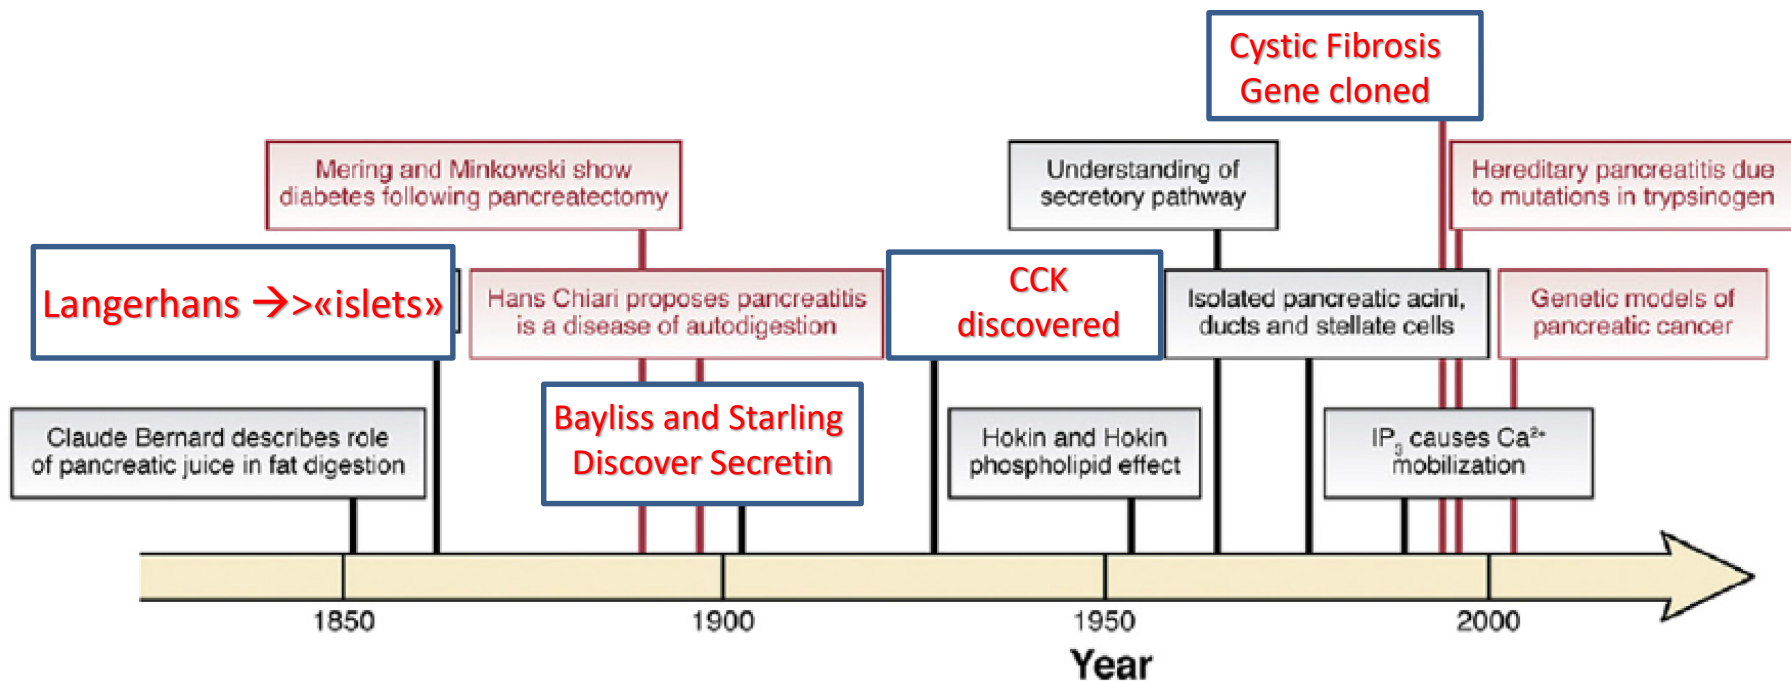 Cystic Fibrosis
Gene cloned
Mering and Minkowski show
diabetes following pancreatectomy
Understanding of
secretory pathway
Hereditary pancreatitis due
to mutations in trypsinogen
Langerhans →>«islets»
Hans Chiari proposes pancreatitis
is a disease of autodigestion
CCK
discovered
Isolated pancreatic acini,
ducts and stellate cells
Genetic models of
pancreatic cancer
Claude Bernard describes role
of pancreatic juice in fat digestion
Bayliss and Starling
Discover Secretin
Hokin and Hokin
phospholipid effect
IP₃ causes Ca²⁺
mobilization
1850
1900
1950
2000
Year